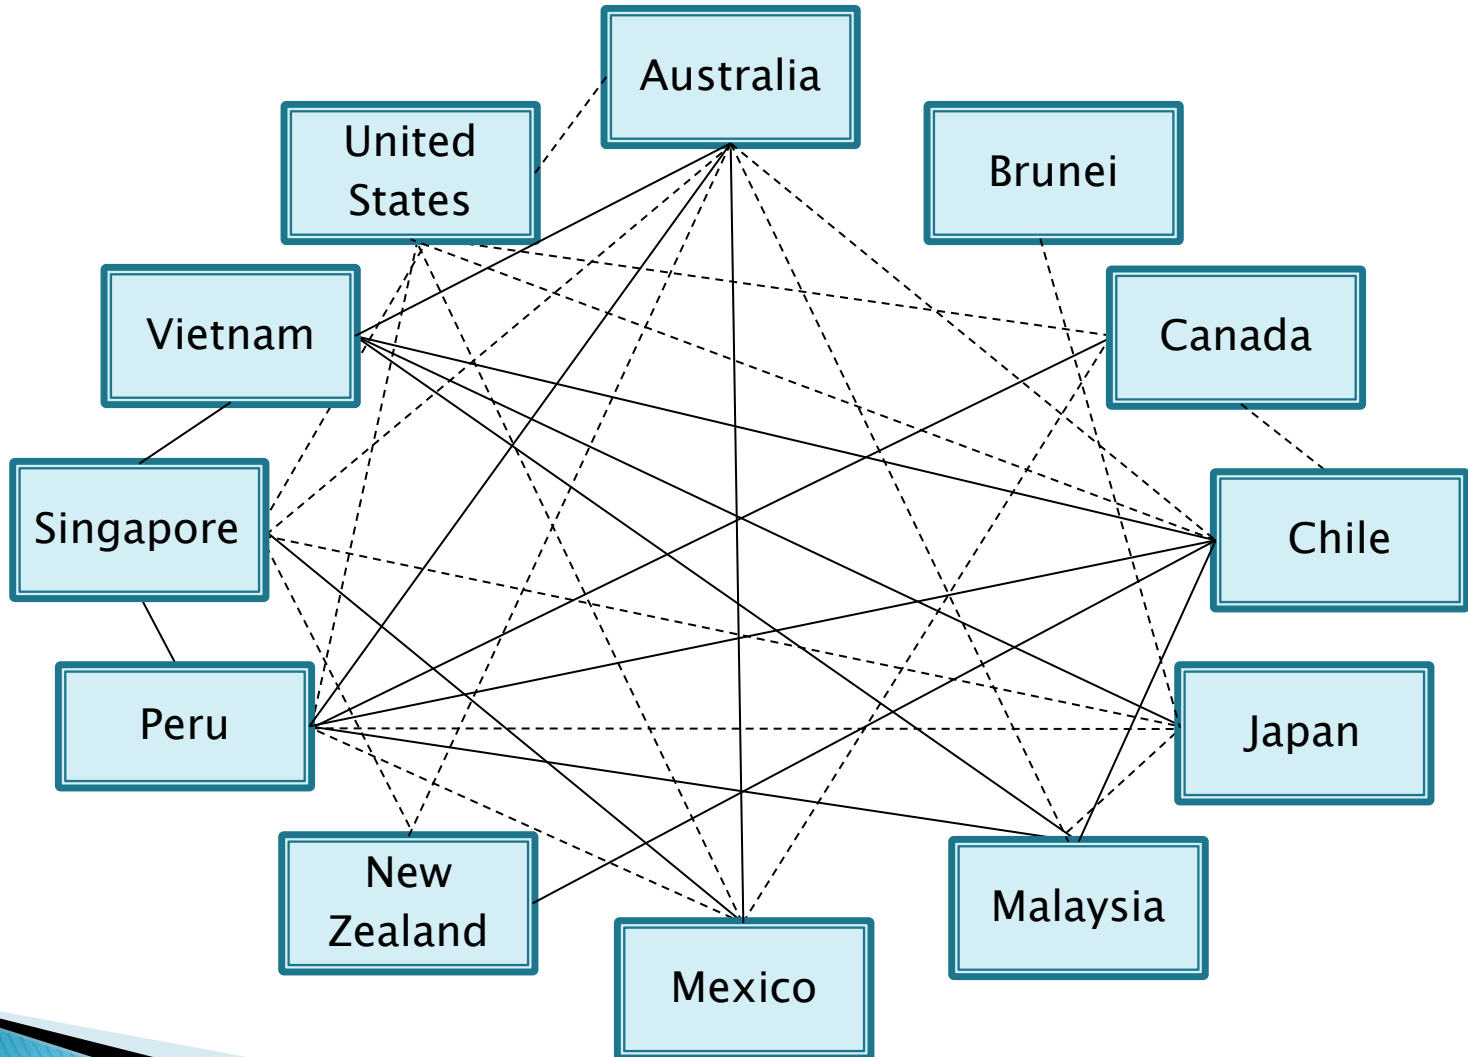 Australia
United
States
Brunei
Vietnam
Canada
Singapore
Chile
Peru
Japan
New
Zealand
Malaysia
Mexico